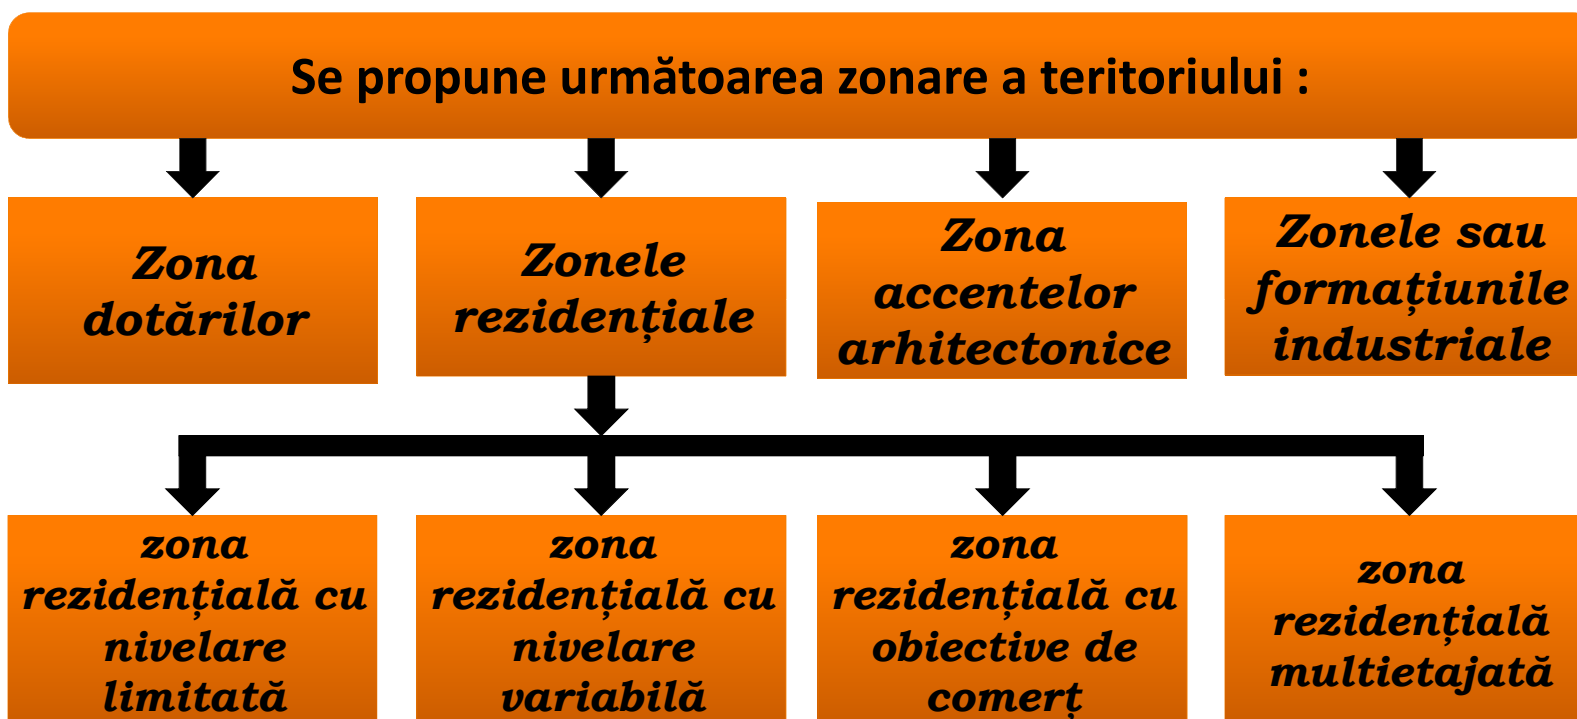 Se propune următoarea zonare a teritoriului :
Zona
dotărilor
Zonele
rezidențiale
Zona
accentelor
arhitectonice
Zonele sau
formațiunile
industriale
zona
rezidențială cu
nivelare
limitată
zona
rezidențială cu
nivelare
variabilă
zona
rezidențială cu
obiective de
comerț
zona
rezidențială
multietajată